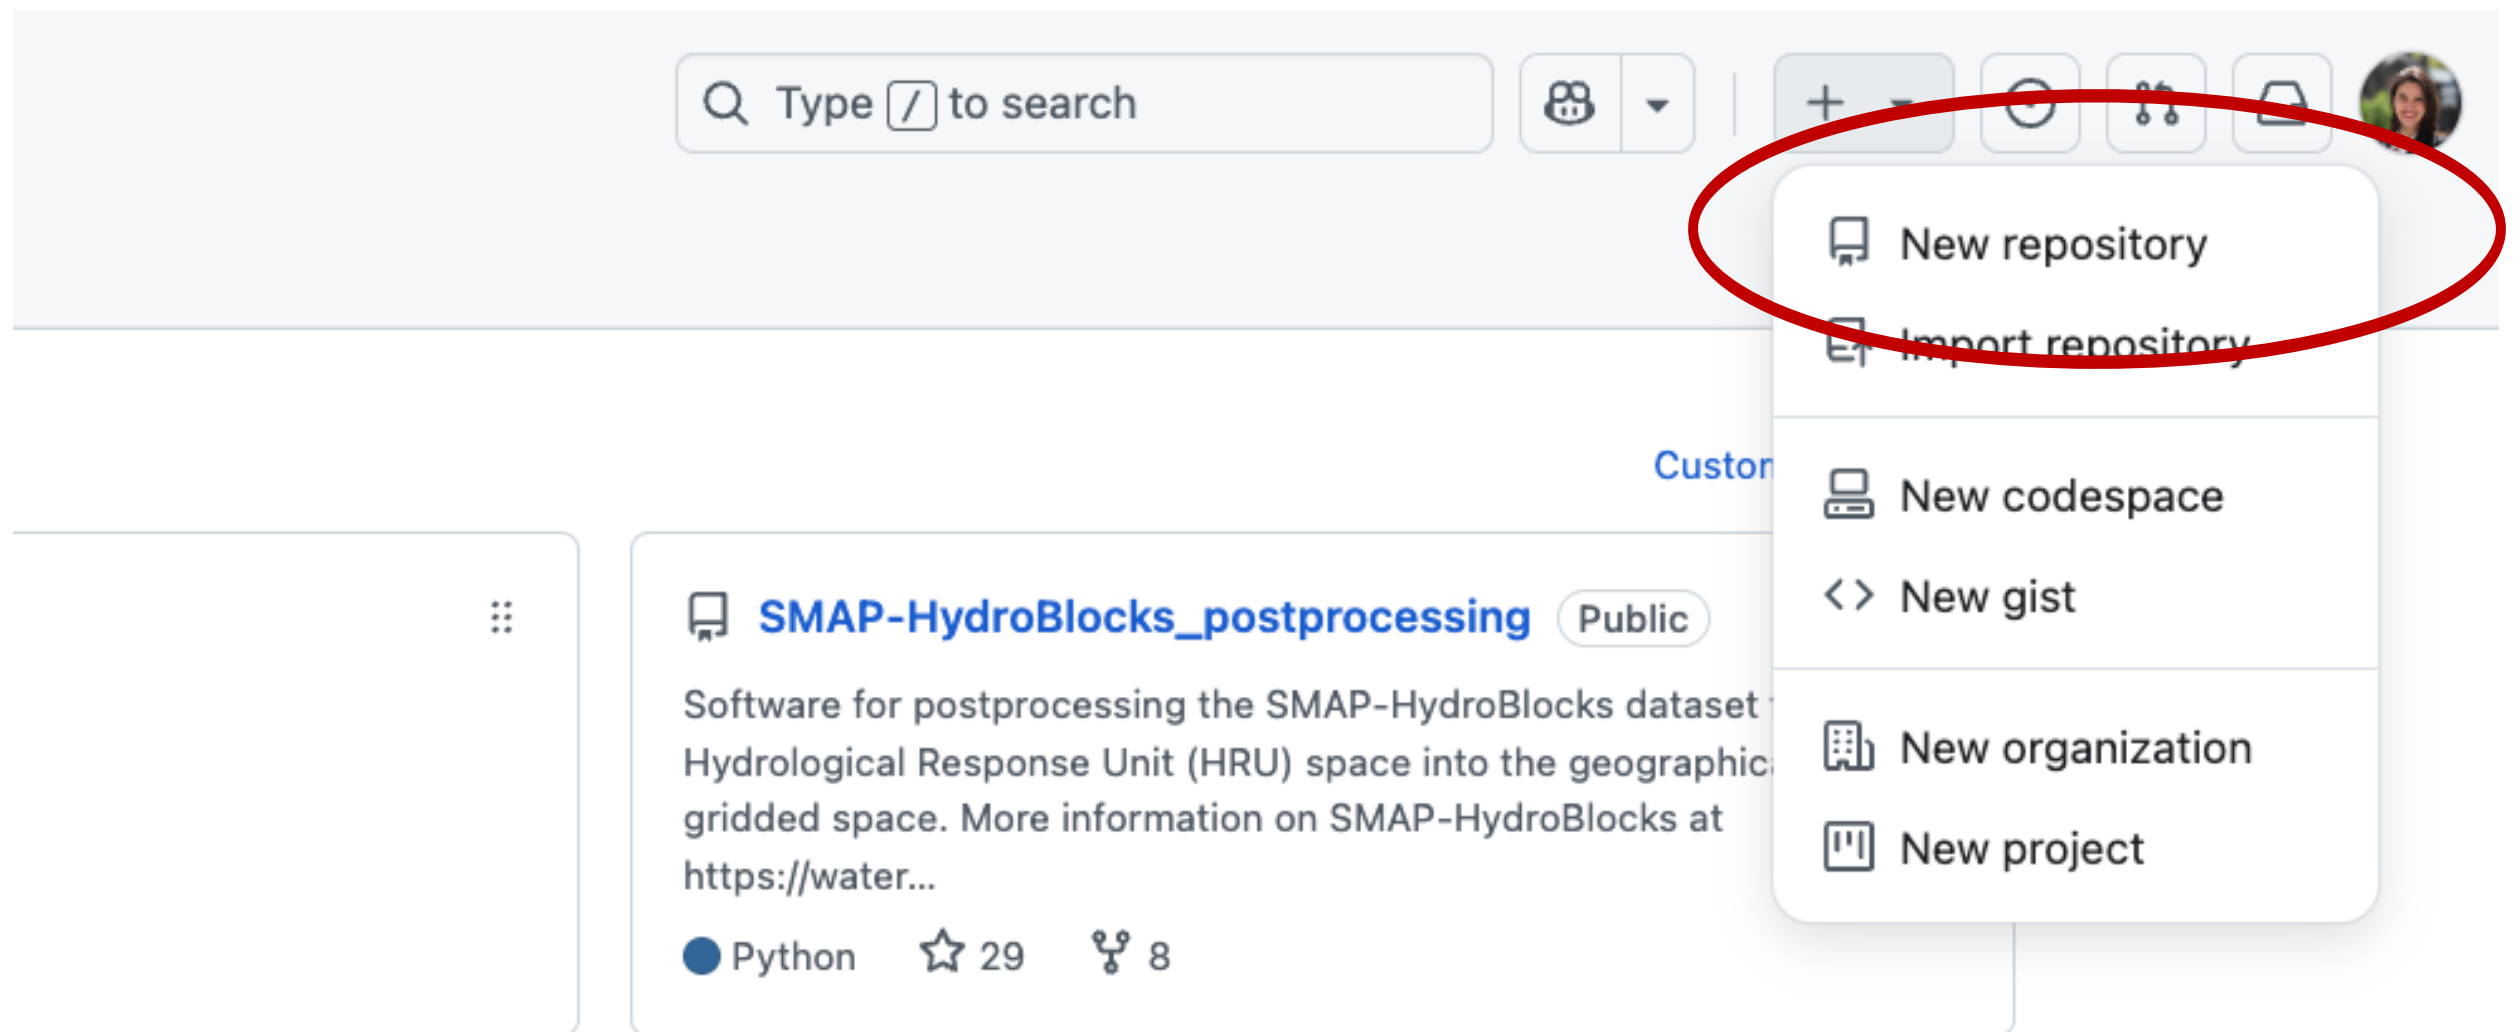 Type / to search
New repository
Import repository
New codespace
New gist
New organization
New project
SMAP-HydroBlocks_postprocessing Public
Software for postprocessing the SMAP-HydroBlocks dataset
Hydrological Response Unit (HRU) space into the geographic
gridded space. More information on SMAP-HydroBlocks at
https://water...
Python 29 8